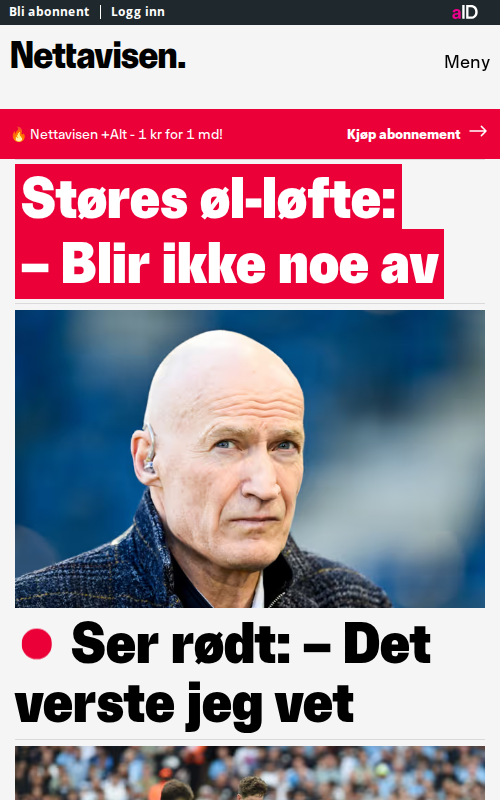 Bli abonnent | Logg inn
aID
Nettavisen.
Meny
🔥 Nettavisen +Alt - 1 kr for 1 md!
Kjøp abonnement →
Støres øl-løfte:
– Blir ikke noe av
Ser rødt: – Det
verste jeg vet